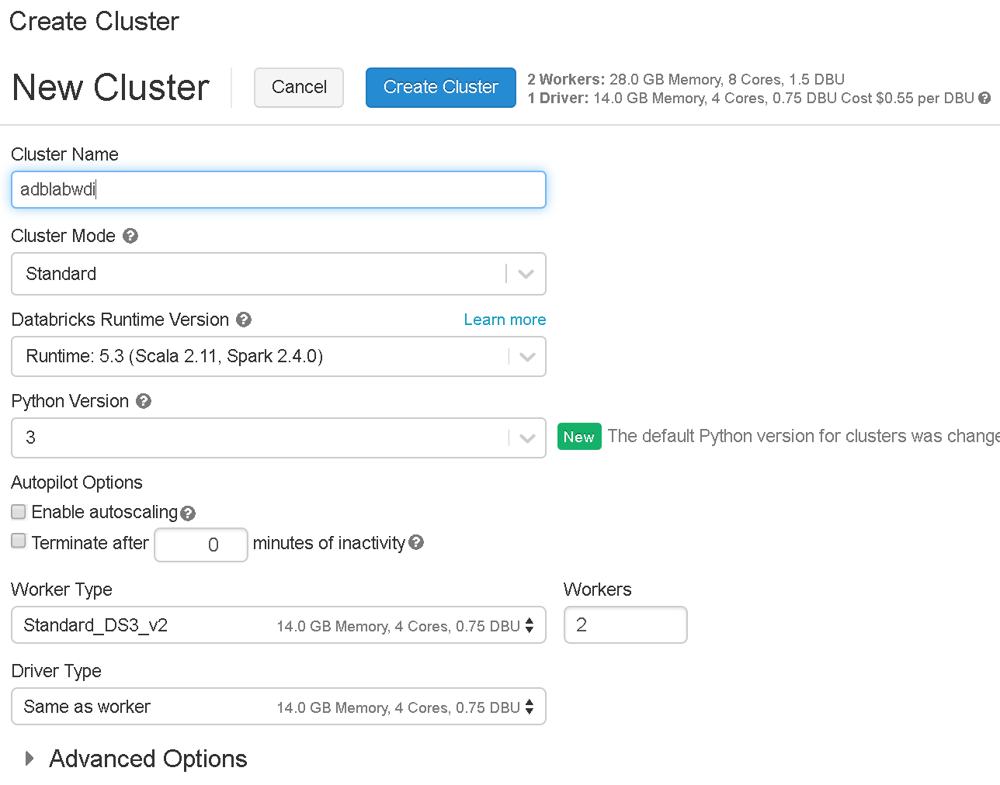 Create Cluster
New Cluster
Cancel
Create Cluster
2 Workers: 28.0 GB Memory, 8 Cores, 1.5 DBU
1 Driver: 14.0 GB Memory, 4 Cores, 0.75 DBU Cost $0.55 per DBU ?
Cluster Name
adblabwdi
Cluster Mode ?
Standard
Databricks Runtime Version ? Learn more
Runtime: 5.3 (Scala 2.11, Spark 2.4.0)
Python Version ?
3
New The default Python version for clusters was change
Autopilot Options
Enable autoscaling ?
Terminate after 0 minutes of inactivity ?
Worker Type Workers
Standard_DS3_v2 14.0 GB Memory, 4 Cores, 0.75 DBU 2
Driver Type
Same as worker 14.0 GB Memory, 4 Cores, 0.75 DBU
Advanced Options